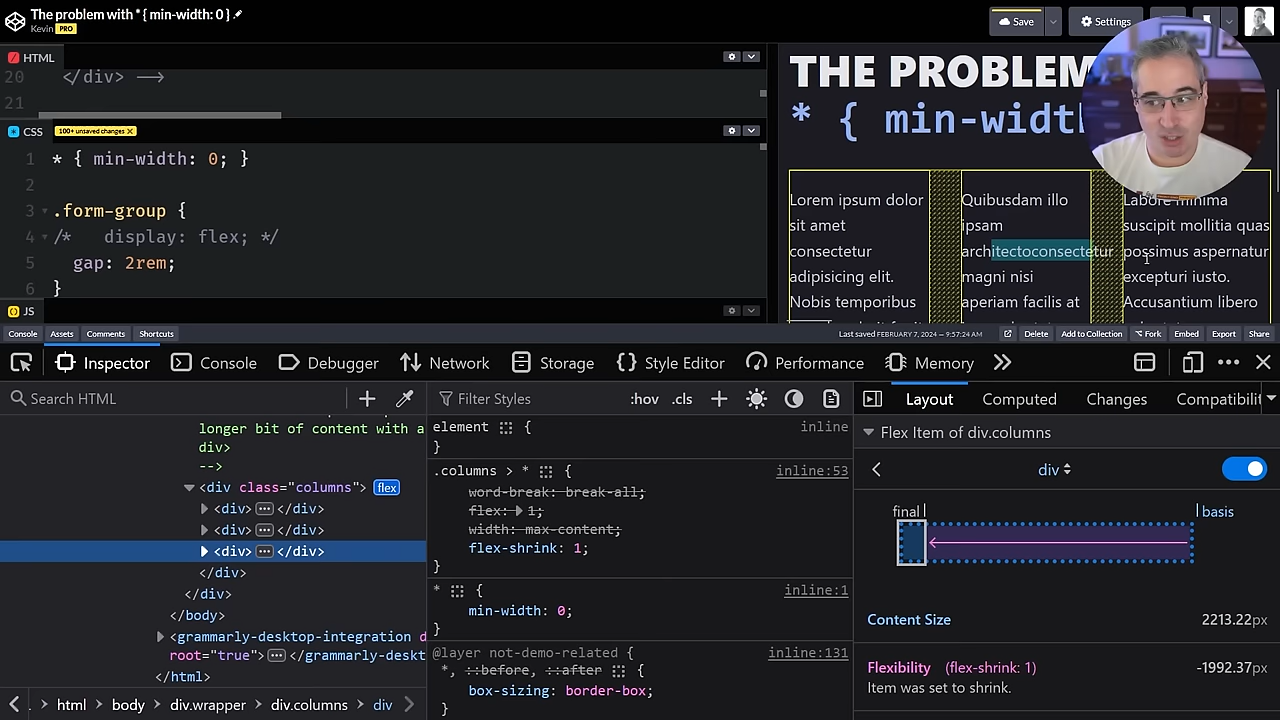 The problem with * { min-width: 0 }
Kevin PRO
Save
Settings
HTML
20 </div> -->
21
CSS 100+ unsaved changes X
1 * { min-width: 0; }
2
3 .form-group {
4 /* display: flex; */
5 gap: 2rem;
6 }
JS
THE PROBLEM
* { min-widt
Lorem ipsum dolor
sit amet
consectetur
adipisicing elit.
Nobis temporibus
Quibusdam illo
ipsam
architectoconsectetur
magni nisi
aperiam facilis at
Labore minima
suscipit mollitia quas
possimus aspernatur
excepturi iusto.
Accusantium libero
Console Assets Comments Shortcuts
Last saved FEBRUARY 7, 2024 — 9:57:24 AM
Delete Add to Collection Fork Embed Export Share
Inspector Console Debugger Network Storage Style Editor Performance Memory
Search HTML
longer bit of content with a
div>
-->
<div class="columns"> flex
<div> ••• </div>
<div> ••• </div>
<div> ••• </div>
</div>
</div>
</body>
<grammarly-desktop-integration d
root="true"> ••• </grammarly-deskt
</html>
. html body div.wrapper div.columns div
Filter Styles :hov .cls
element { inline
}
.columns > * { inline:53
word-break: break-all;
flex: 1;
width: max-content;
flex-shrink: 1;
}
* { inline:1
min-width: 0;
}
@layer not-demo-related { inline:131
*, ::before, ::after {
box-sizing: border-box;
}
Layout Computed Changes Compatibilit
Flex Item of div.columns
div
final basis
Content Size 2213.22px
Flexibility (flex-shrink: 1) -1992.37px
Item was set to shrink.